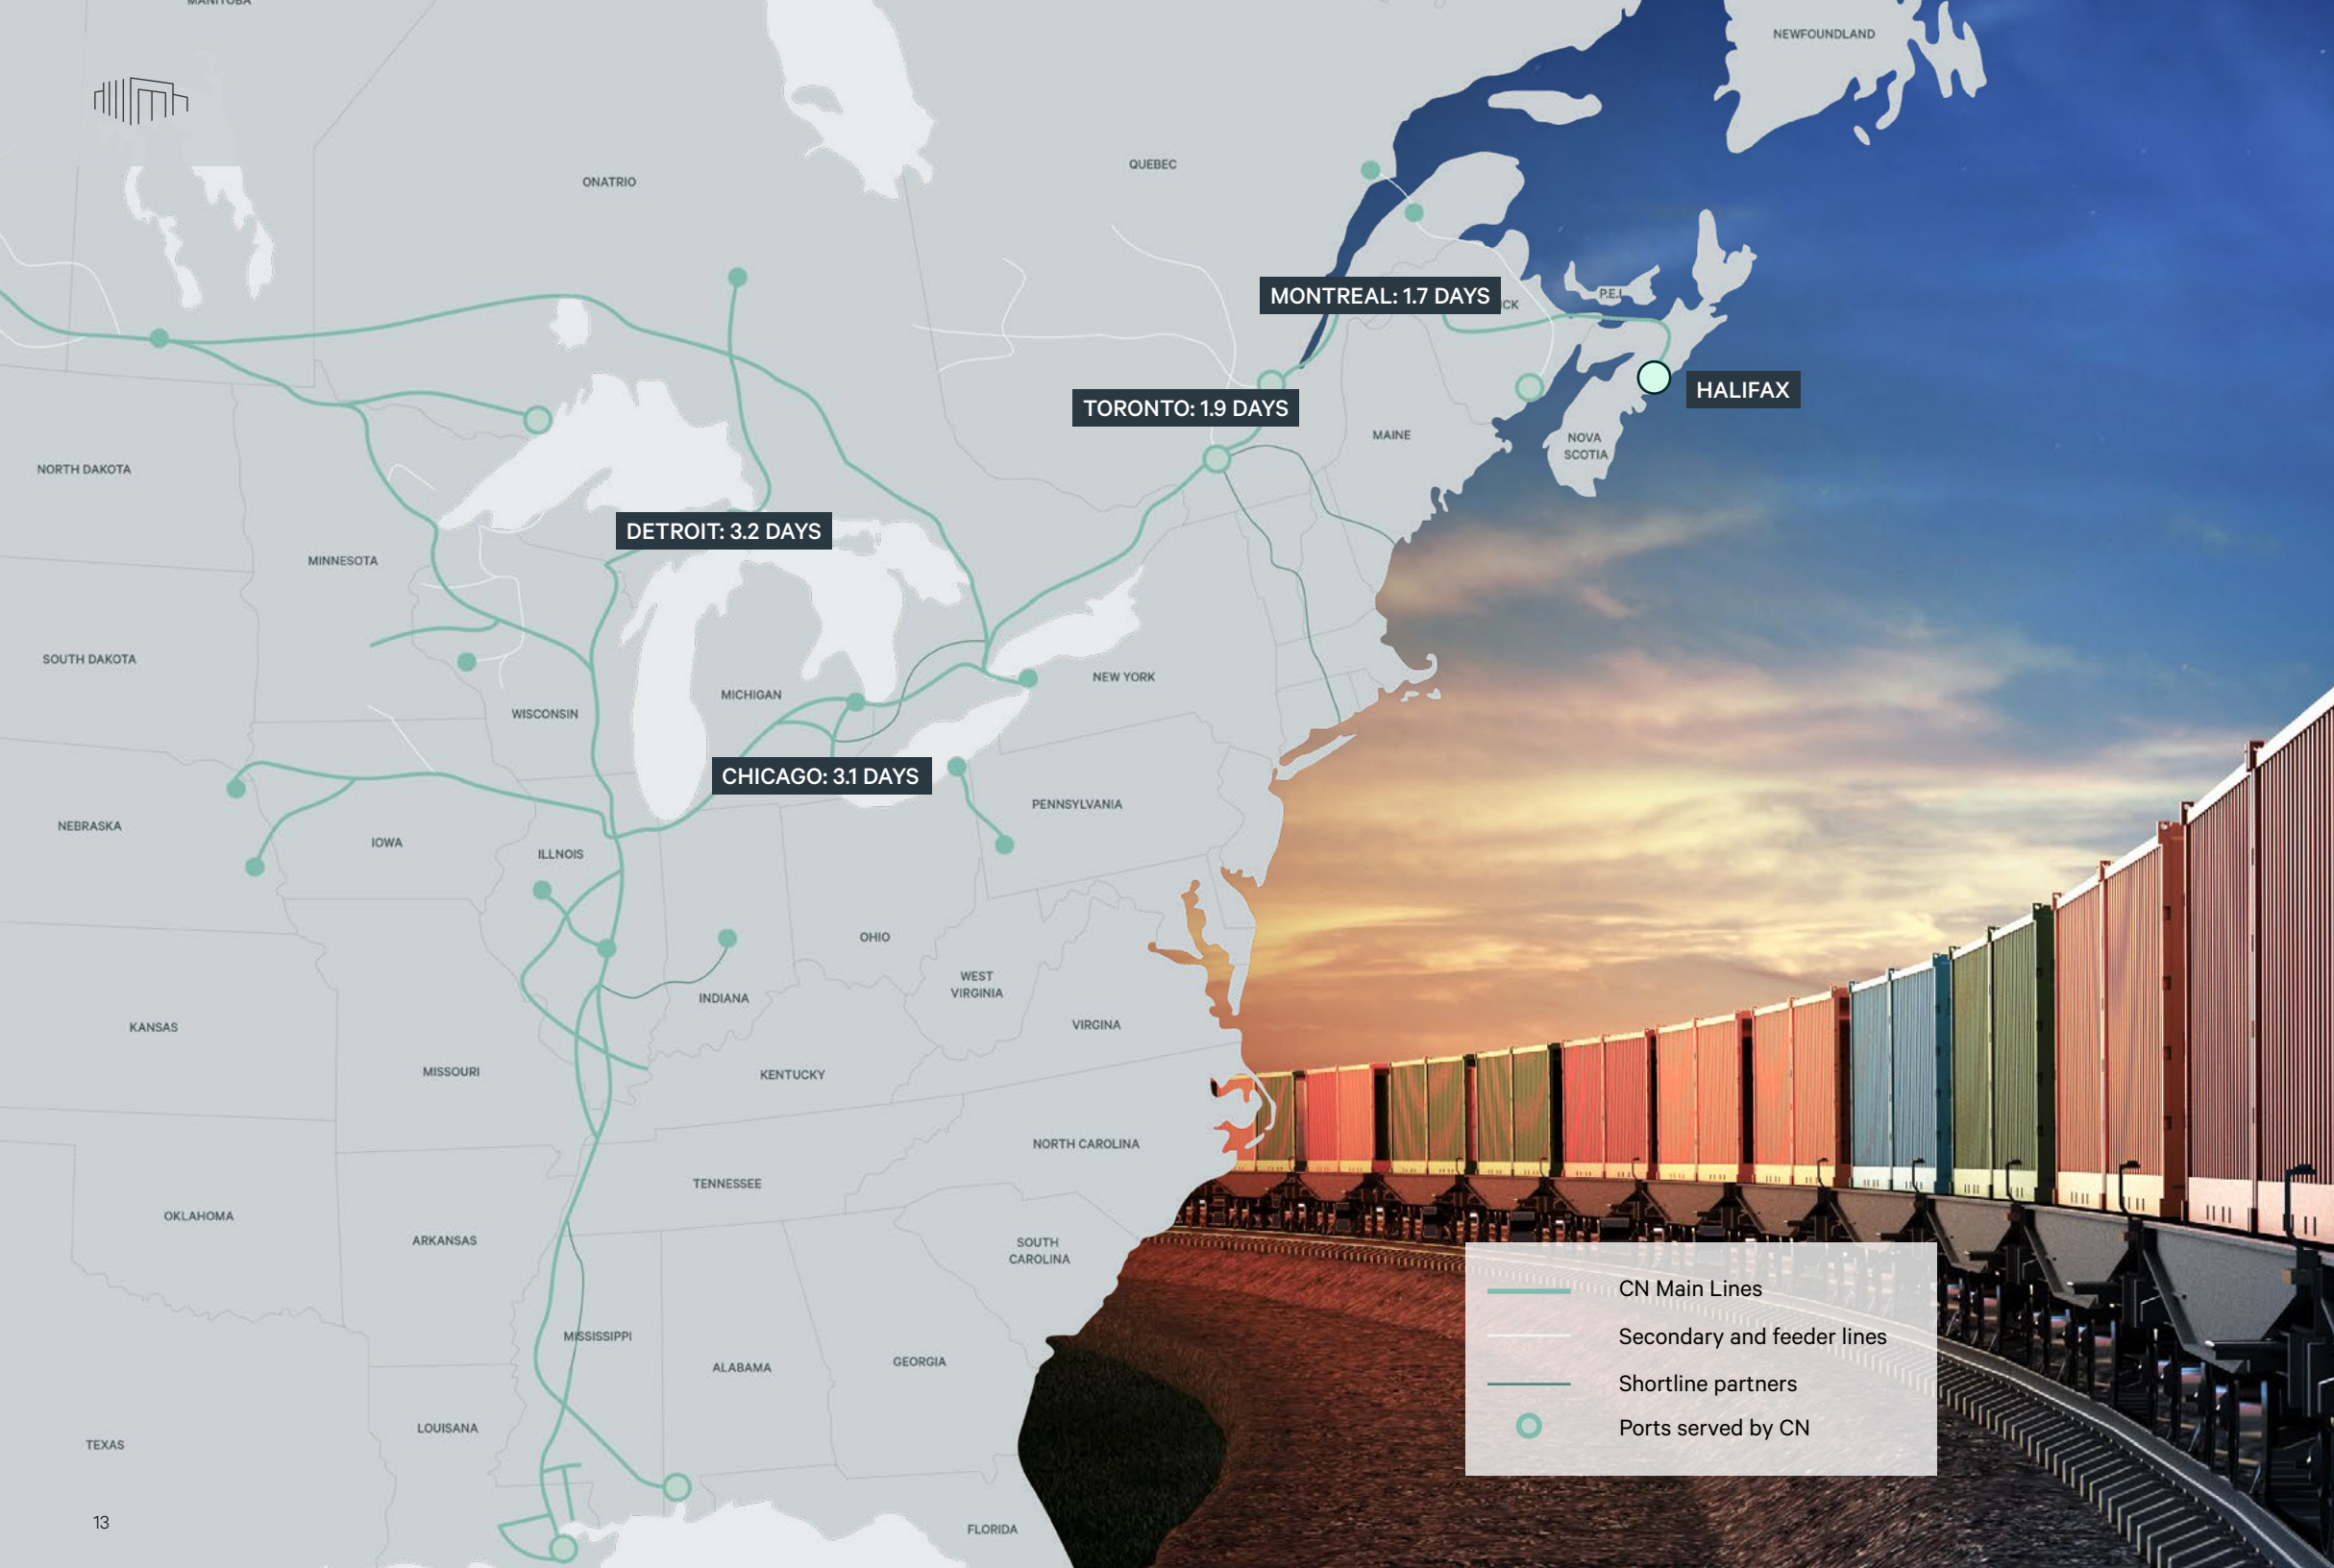 MANITOBA
NEWFOUNDLAND
QUEBEC
ONATRIO
MONTREAL: 1.7 DAYS
CK
P.E.I.
HALIFAX
TORONTO: 1.9 DAYS
MAINE
NOVA
SCOTIA
NORTH DAKOTA
DETROIT: 3.2 DAYS
MINNESOTA
SOUTH DAKOTA
NEW YORK
MICHIGAN
WISCONSIN
CHICAGO: 3.1 DAYS
PENNSYLVANIA
NEBRASKA
IOWA
ILLNOIS
OHIO
WEST
VIRGINIA
INDIANA
KANSAS
VIRGINA
MISSOURI
KENTUCKY
NORTH CAROLINA
TENNESSEE
OKLAHOMA
ARKANSAS
SOUTH
CAROLINA
MISSISSIPPI
ALABAMA
GEORGIA
LOUISANA
TEXAS
FLORIDA
CN Main Lines
Secondary and feeder lines
Shortline partners
Ports served by CN
13